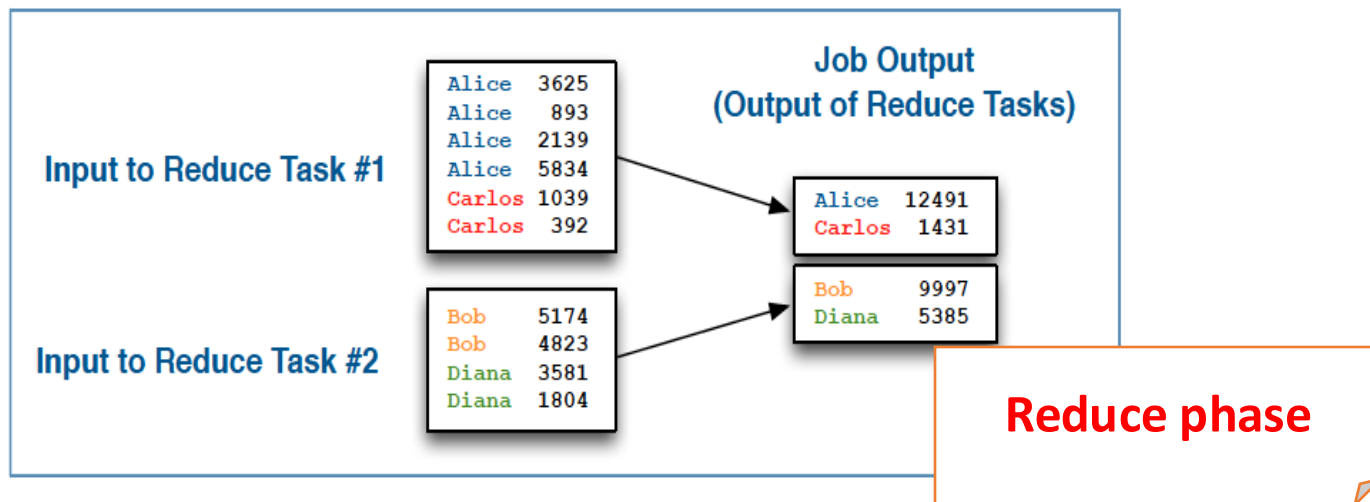 Job Output
(Output of Reduce Tasks)
Input to Reduce Task #1
Alice 3625
Alice 893
Alice 2139
Alice 5834
Carlos 1039
Carlos 392
Alice 12491
Carlos 1431
Input to Reduce Task #2
Bob 5174
Bob 4823
Diana 3581
Diana 1804
Bob 9997
Diana 5385
Reduce phase